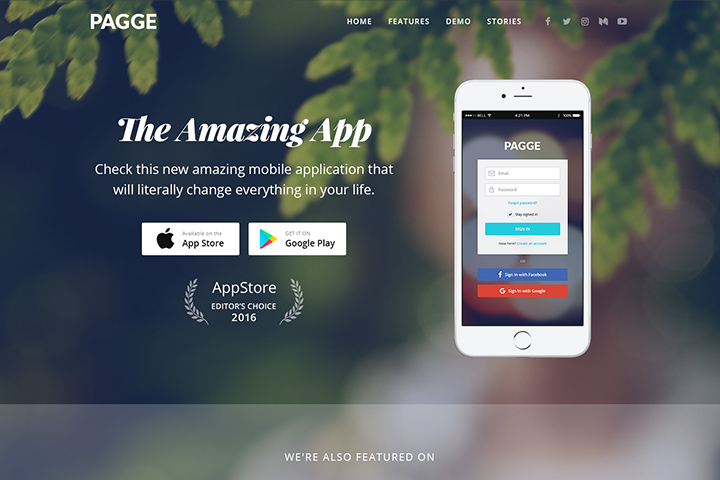 PAGGE
HOME FEATURES DEMO STORIES
The Amazing App
Check this new amazing mobile application that
will literally change everything in your life.
Available on the
App Store
GET IT ON
Google Play
AppStore
EDITOR'S CHOICE
2016
BELL 4:21 PM 100%
PAGGE
Email
Password
Forgot password?
Stay signed in
SIGN IN
New here? Create an account
OR
Sign In with Facebook
Sign In with Google
WE'RE ALSO FEATURED ON